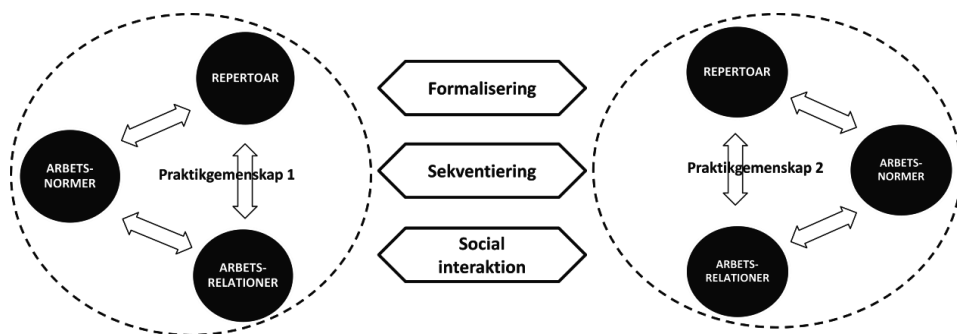 REPERTOAR
ARBETS-
NORMER
Praktikgemenskap 1
ARBETS-
RELATIONER
Formalisering
Sekventiering
Social
interaktion
REPERTOAR
Praktikgemenskap 2
ARBETS-
NORMER
ARBETS-
RELATIONER